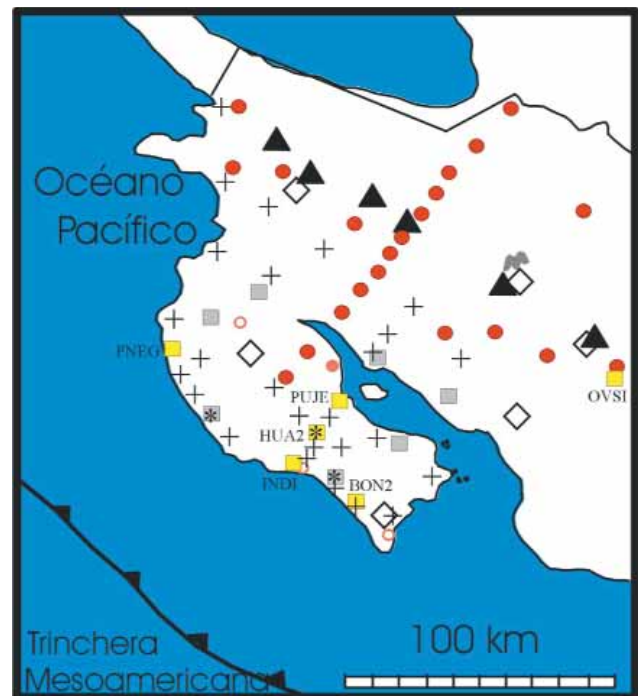 Océano
Pacífico
PNEG
PUJE
OVSI
HUA2
INDI
BON2
100 km
Trinchera
Mesoamericana